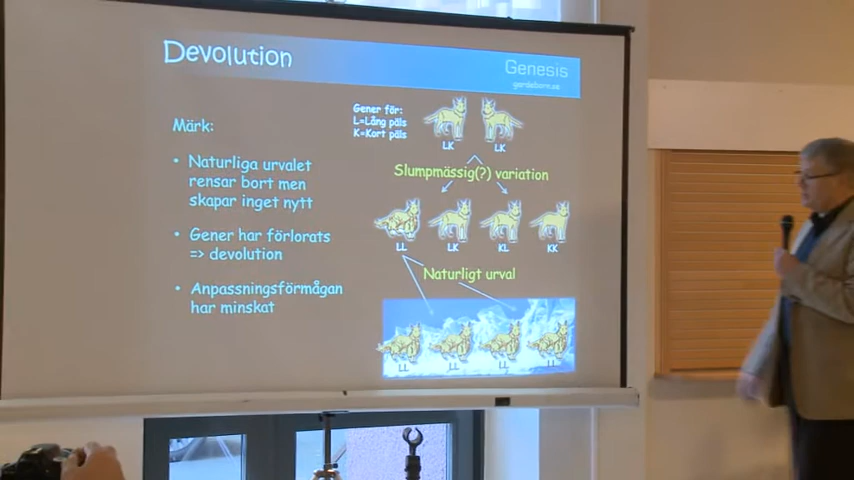 Devolution
Genesis
gardeborn.se
Märk:
• Naturliga urvalet
rensar bort men
skapar inget nytt
• Gener har förlorats
=> devolution
• Anpassningsförmågan
har minskat
Gener för:
L=Lång päls
K=Kort päls
LK LK
Slumpmässig(?) variation
LL LK KL KK
Naturligt urval
LL LL LL LL